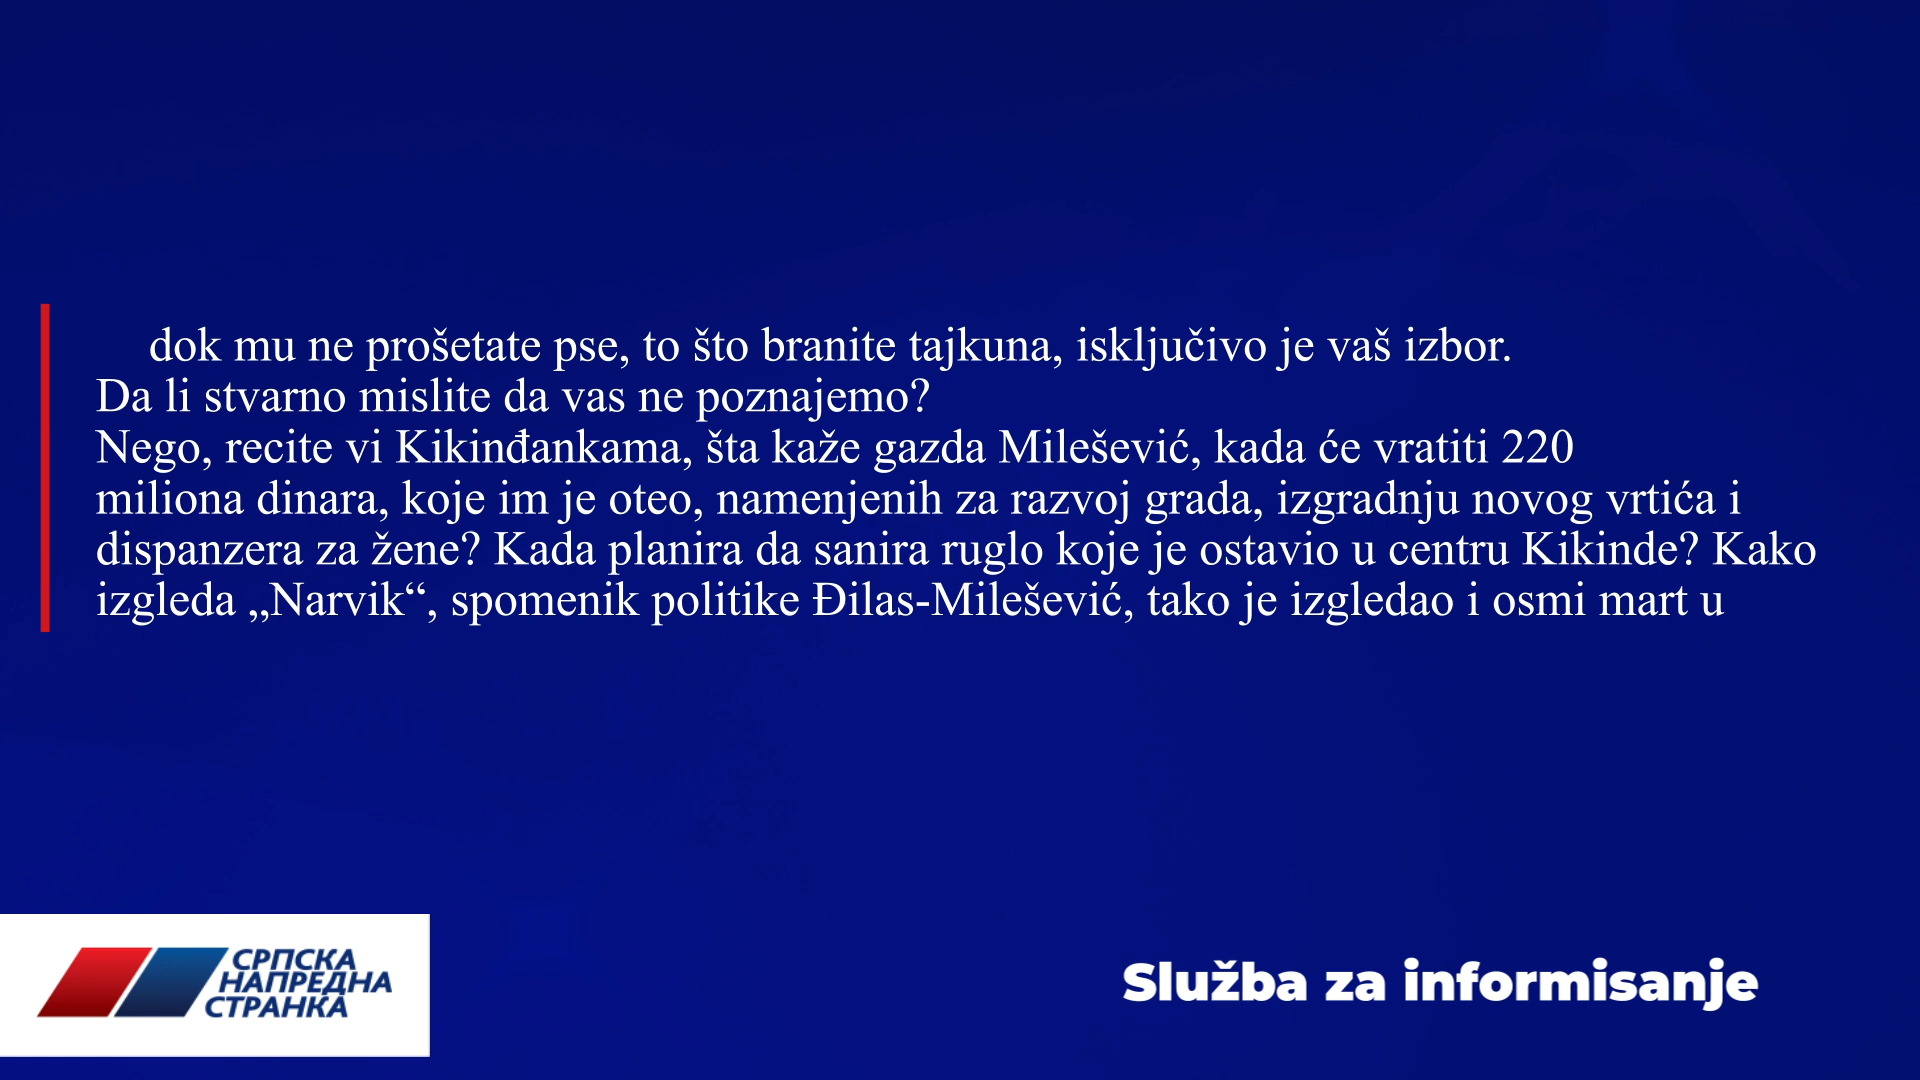 dok mu ne prošetate pse, to što branite tajkuna, isključivo je vaš izbor.
Da li stvarno mislite da vas ne poznajemo?
Nego, recite vi Kikinđankama, šta kaže gazda Milešević, kada će vratiti 220
miliona dinara, koje im je oteo, namenjenih za razvoj grada, izgradnju novog vrtića i
dispanzera za žene? Kada planira da sanira ruglo koje je ostavio u centru Kikinde? Kako
izgleda „Narvik“, spomenik politike Đilas-Milešević, tako je izgledao i osmi mart u
СРПСКА
НАПРЕДНА
СТРАНКА
Služba za informisanje